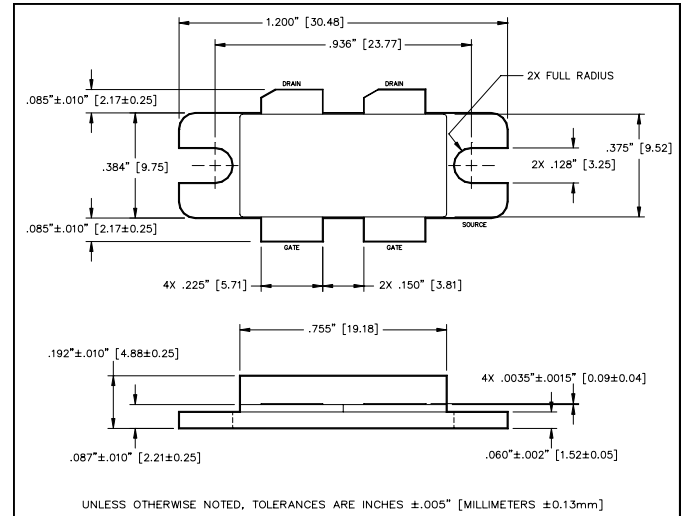 1.200" [30.48]
.936" [23.77]
DRAIN
DRAIN
2X FULL RADIUS
.085"±.010" [2.17±0.25]
.384" [9.75]
.375" [9.52]
2X .128" [3.25]
.085"±.010" [2.17±0.25]
SOURCE
GATE
GATE
4X .225" [5.71]
2X .150" [3.81]
.755" [19.18]
.192"±.010" [4.88±0.25]
4X .0035"±.0015" [0.09±0.04]
.087"±.010" [2.21±0.25]
.060"±.002" [1.52±0.05]
UNLESS OTHERWISE NOTED, TOLERANCES ARE INCHES ±.005" [MILLIMETERS ±0.13mm]